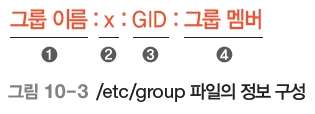 그룹 이름 : x : GID : 그룹 멤버
❶ ❷ ❸ ❹
그림 10-3 /etc/group 파일의 정보 구성